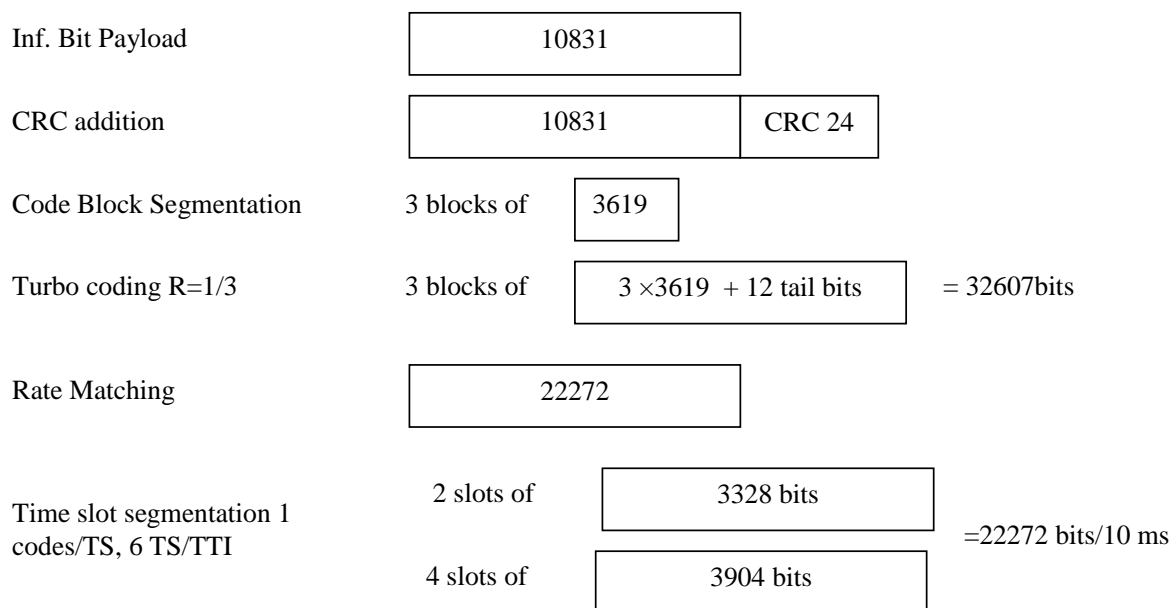 Inf. Bit Payload 10831
CRC addition 10831 CRC 24
Code Block Segmentation 3 blocks of 3619
Turbo coding R=1/3 3 blocks of 3 ×3619 + 12 tail bits = 32607bits
Rate Matching 22272
2 slots of 3328 bits
Time slot segmentation 1
codes/TS, 6 TS/TTI
=22272 bits/10 ms
4 slots of 3904 bits